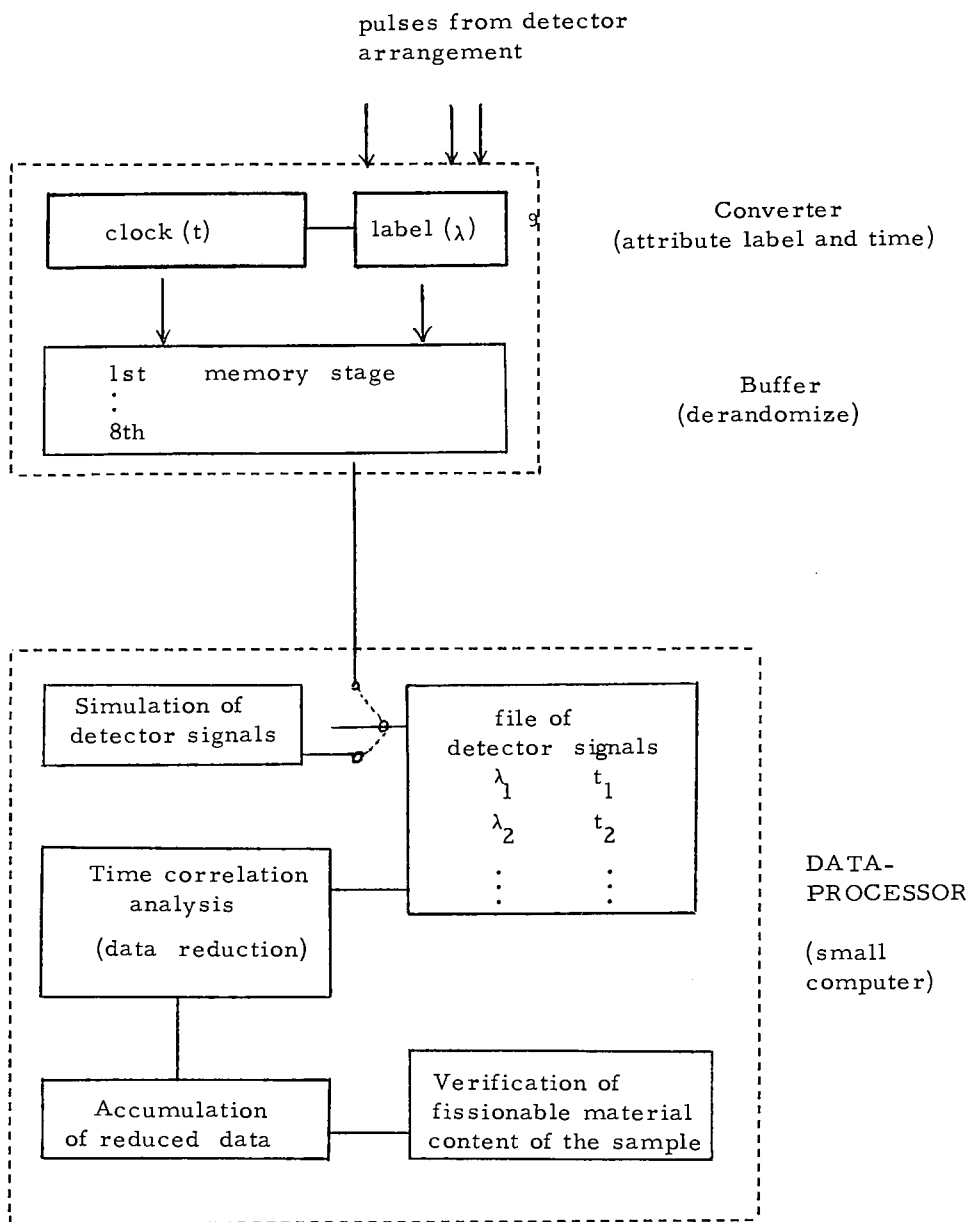 pulses from detector
arrangement
clock (t)
label (λ)
9
Converter
(attribute label and time)
1st memory stage
8th
Buffer
(derandomize)
Simulation of
detector signals
file of
detector signals
λ1 t1
λ2 t2
Time correlation
analysis
(data reduction)
DATA-
PROCESSOR
(small
computer)
Accumulation
of reduced data
Verification of
fissionable material
content of the sample